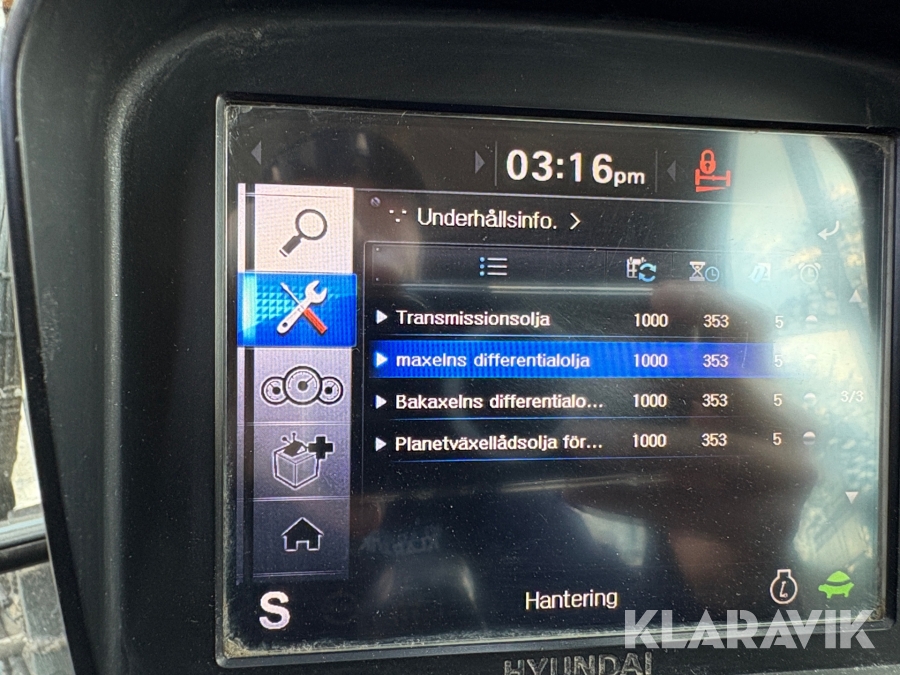 03:16pm
Underhållsinfo. >
Transmissionsolja 1000 353 5
maxelns differentialolja 1000 353 5
Bakaxelns differentialo... 1000 353 5
3/3
Planetväxellådsolja för... 1000 353 5
S
Hantering
L
KLARAVIK
HYUNDAI